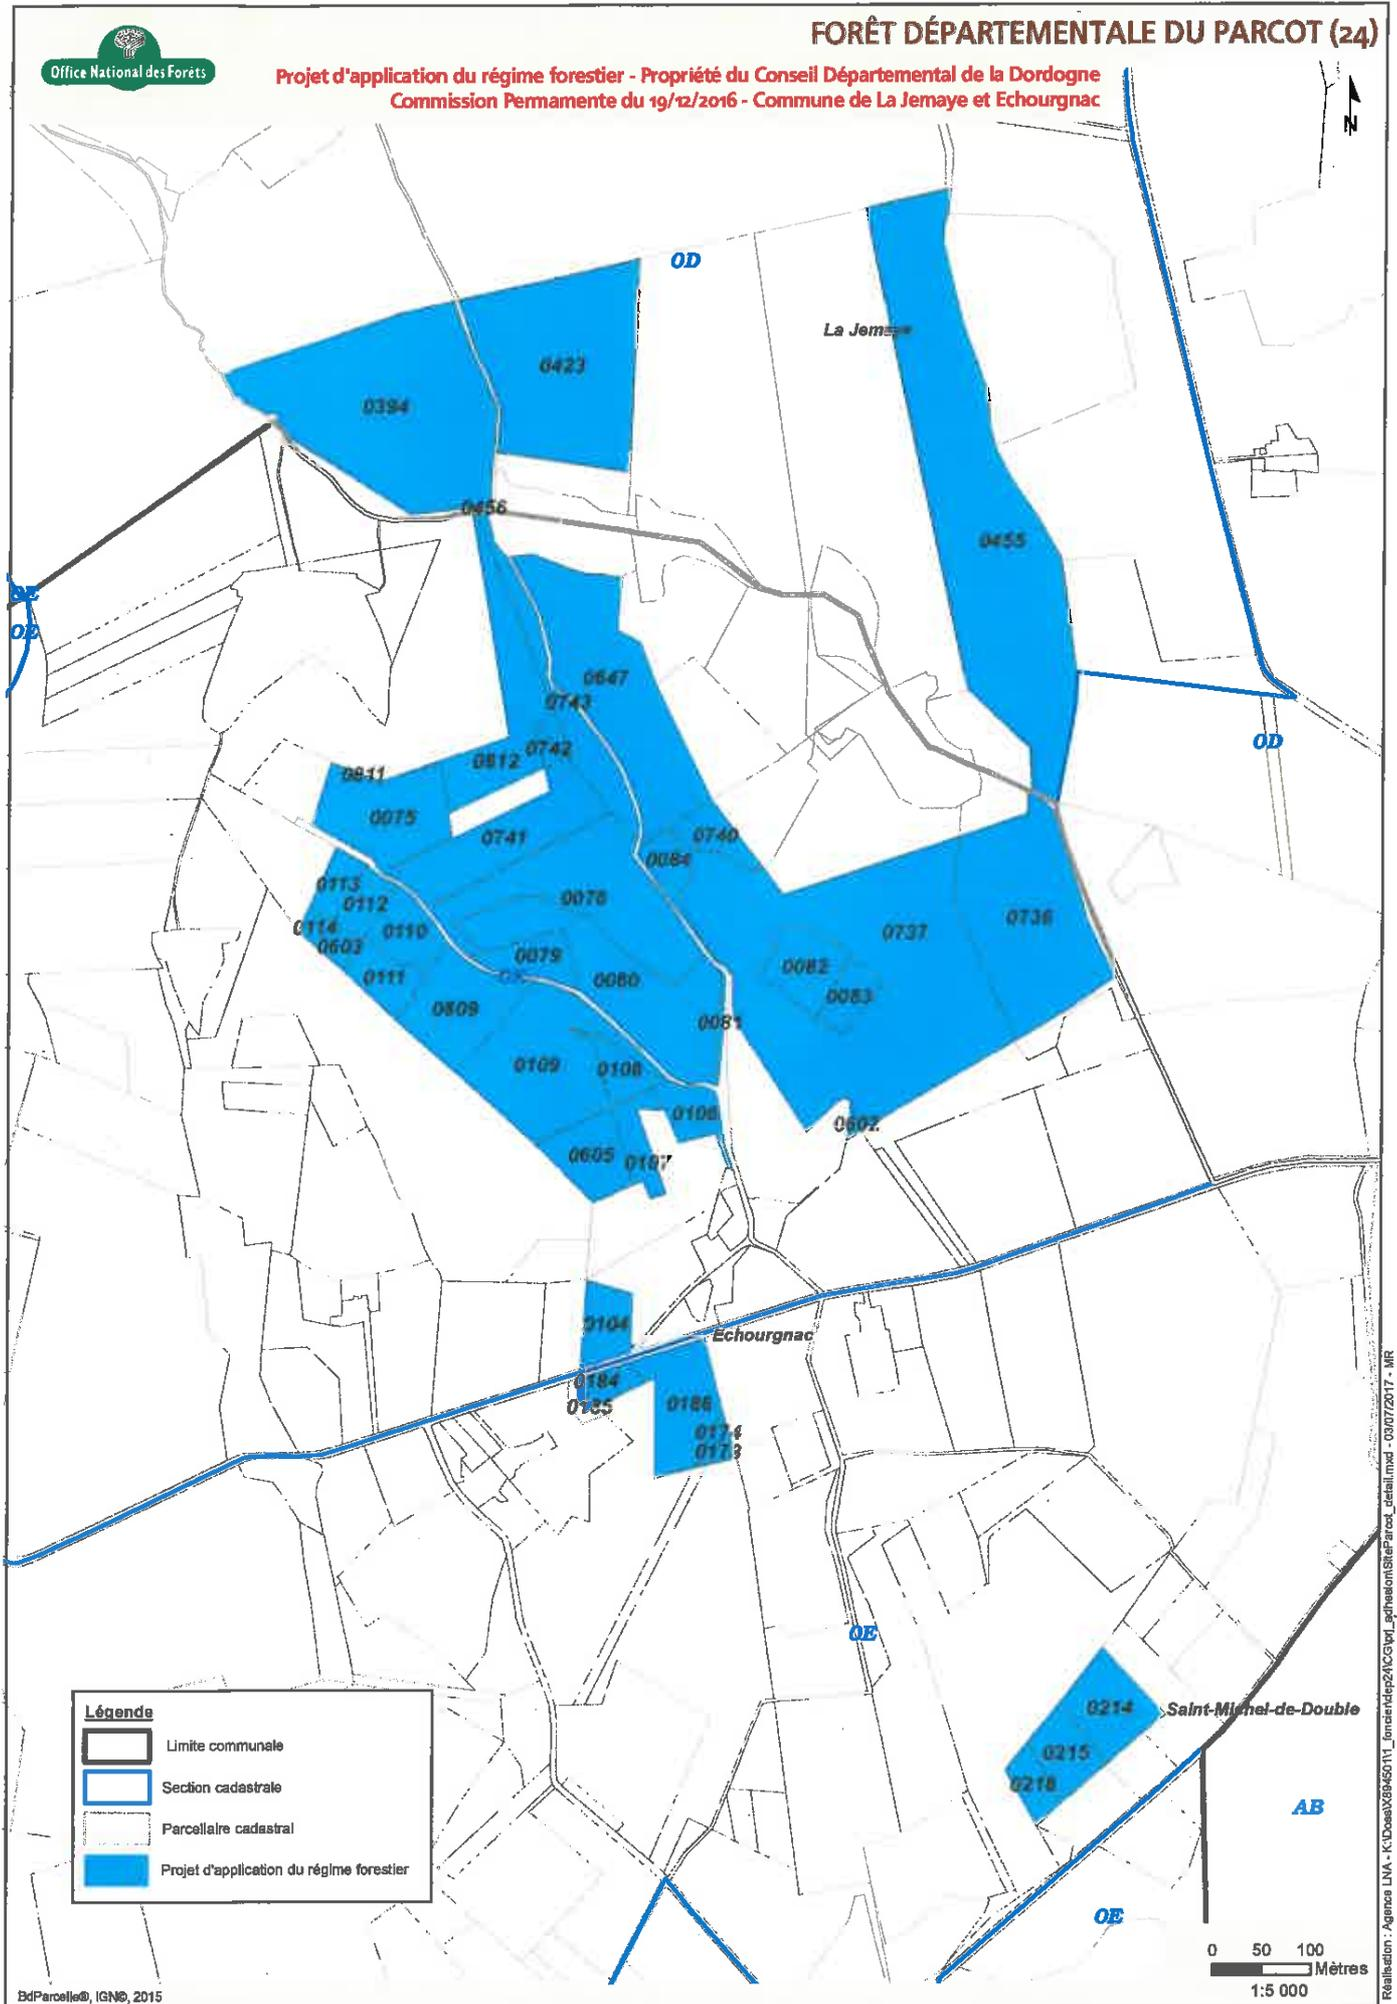 FORÊT DÉPARTEMENTALE DU PARCOT (24)
Office National des Forêts
Projet d'application du régime forestier - Propriété du Conseil Départemental de la Dordogne
Commission Permamente du 19/12/2016 - Commune de La Jemaye et Echourgnac
N
OD
La Jemaye
0423
0394
0456
0455
OE
OE
0647
0743
OD
0742
0812
0811
0075
0741
0740
0084
0078
0113
0112
0114
0110
0603
0737
0736
0079
0111
0080
0082
0083
0809
0081
0109
0108
0106
0602
0605
0107
0104
Echourgnac
0184
0185
0186
0174
0173
OE
0214
Saint-Michel-de-Double
0215
0218
AB
OE
Légende
Limite communale
Section cadastrale
Parcellaire cadastral
Projet d'application du régime forestier
0 50 100
Mètres
1:5 000
BdParcelle®, IGN®, 2015